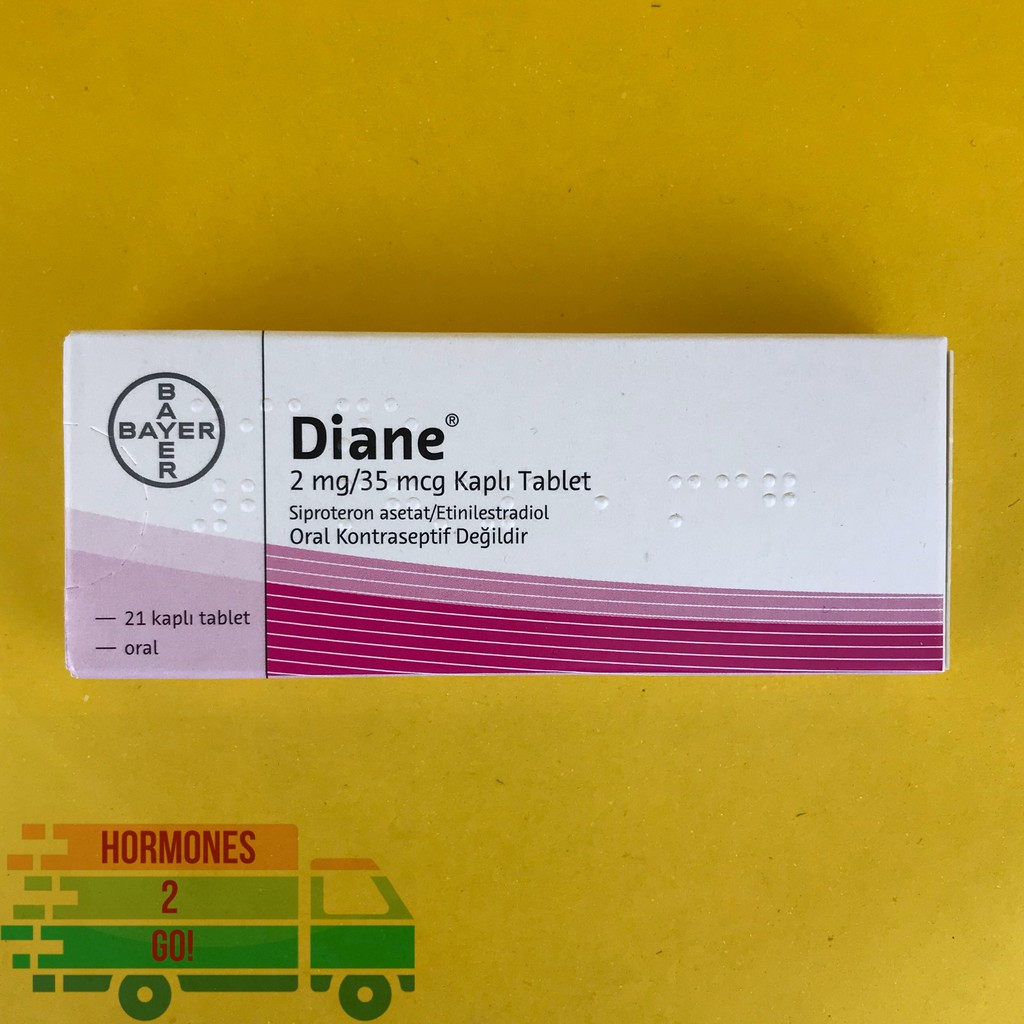 BAYER
BAYER
Diane®
2 mg/35 mcg Kaplı Tablet
Siproteron asetat/Etinilestradiol
Oral Kontraseptif Değildir
— 21 kaplı tablet
— oral
HORMONES
2
GO!